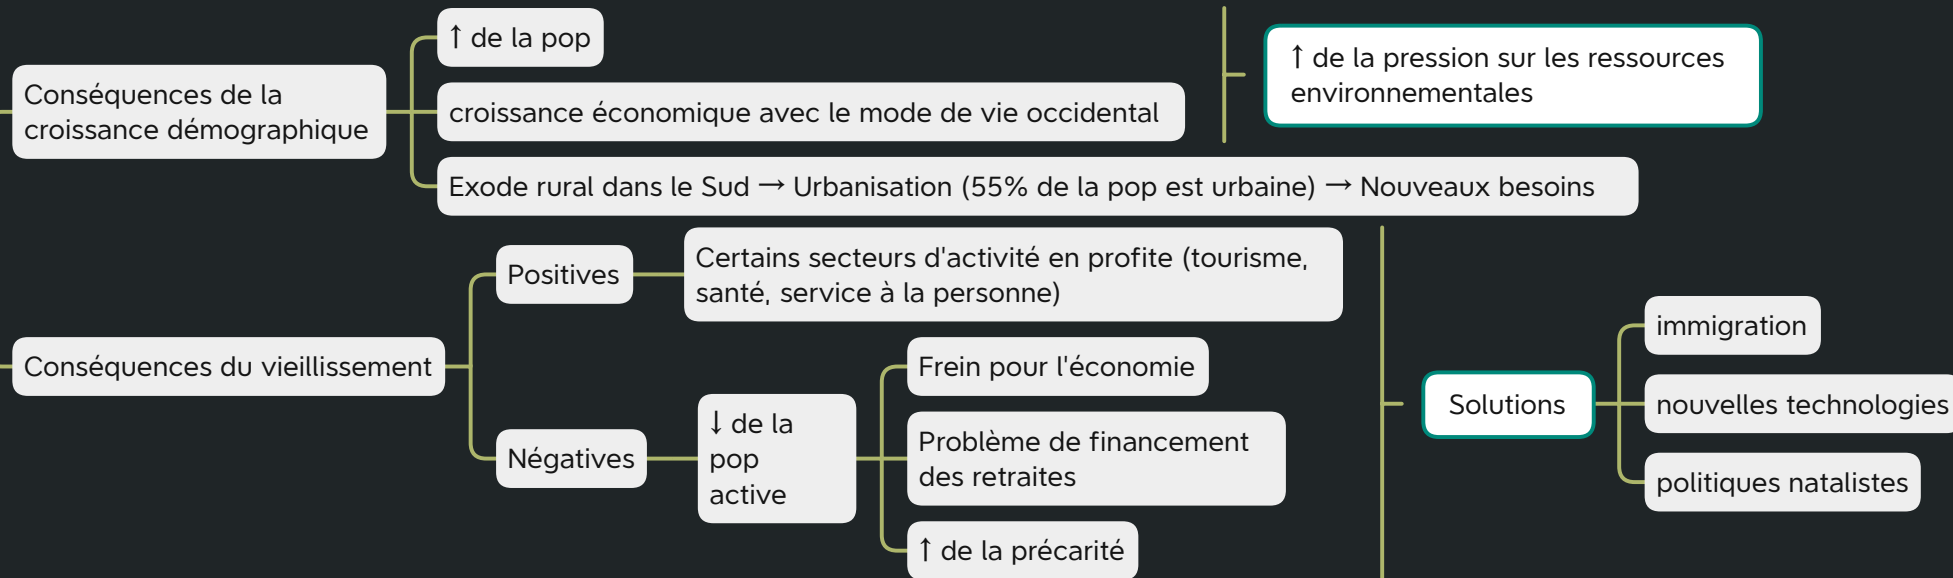 ↑ de la pop
Conséquences de la
croissance démographique
croissance économique avec le mode de vie occidental
Exode rural dans le Sud → Urbanisation (55% de la pop est urbaine) → Nouveaux besoins
↑ de la pression sur les ressources
environnementales
Conséquences du vieillissement
Positives
Certains secteurs d'activité en profite (tourisme,
santé, service à la personne)
Négatives
↓ de la
pop
active
Frein pour l'économie
Problème de financement
des retraites
↑ de la précarité
Solutions
immigration
nouvelles technologies
politiques natalistes